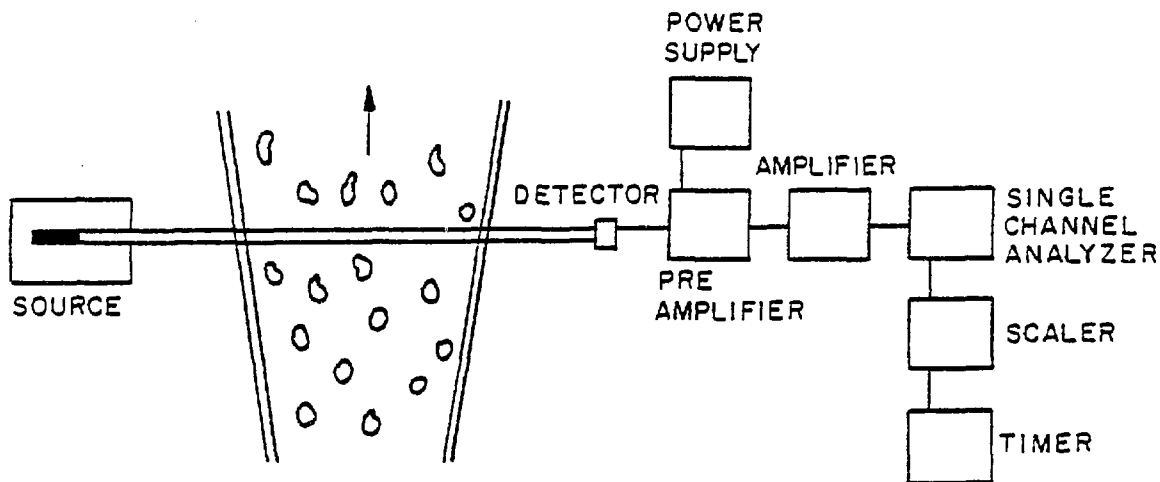 POWER
SUPPLY
AMPLIFIER
DETECTOR
SINGLE
CHANNEL
ANALYZER
SOURCE
PRE
AMPLIFIER
SCALER
TIMER